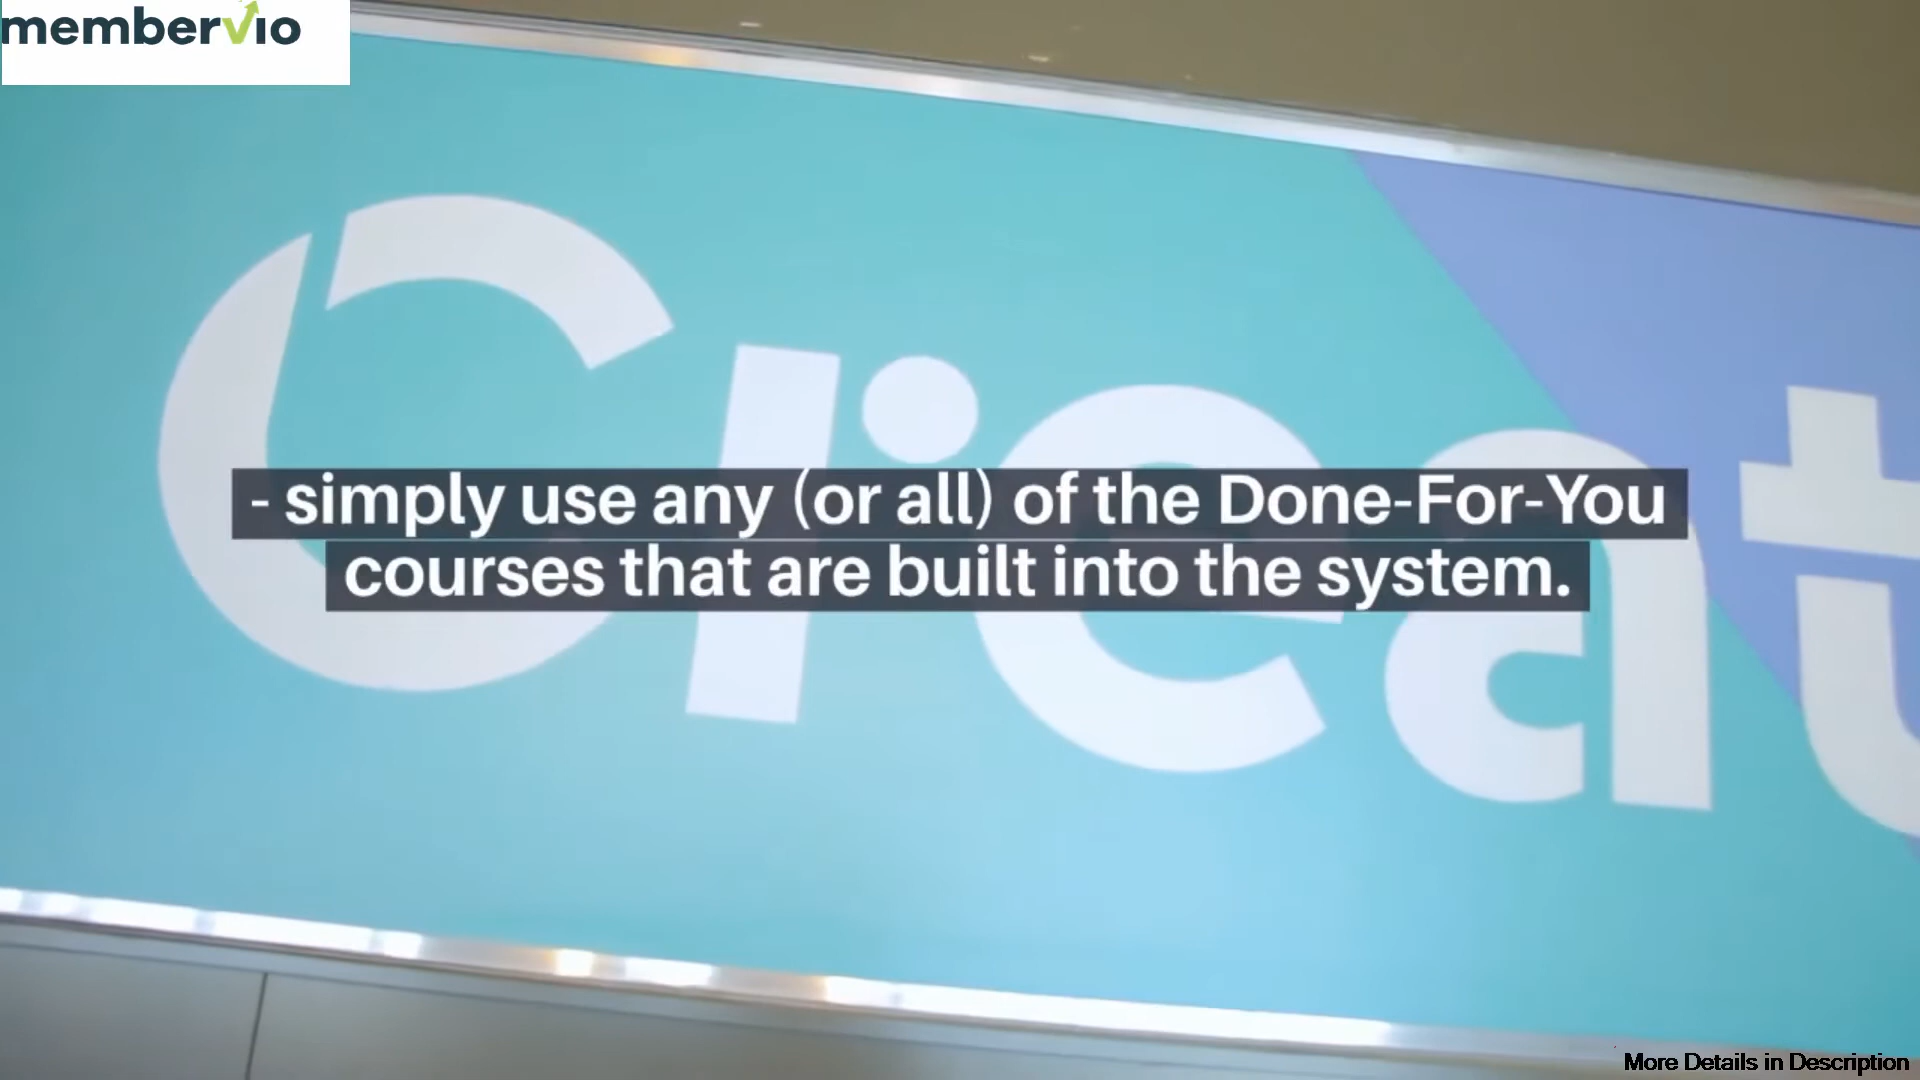 membervio
Creat
- simply use any (or all) of the Done-For-You
courses that are built into the system.
More Details in Description